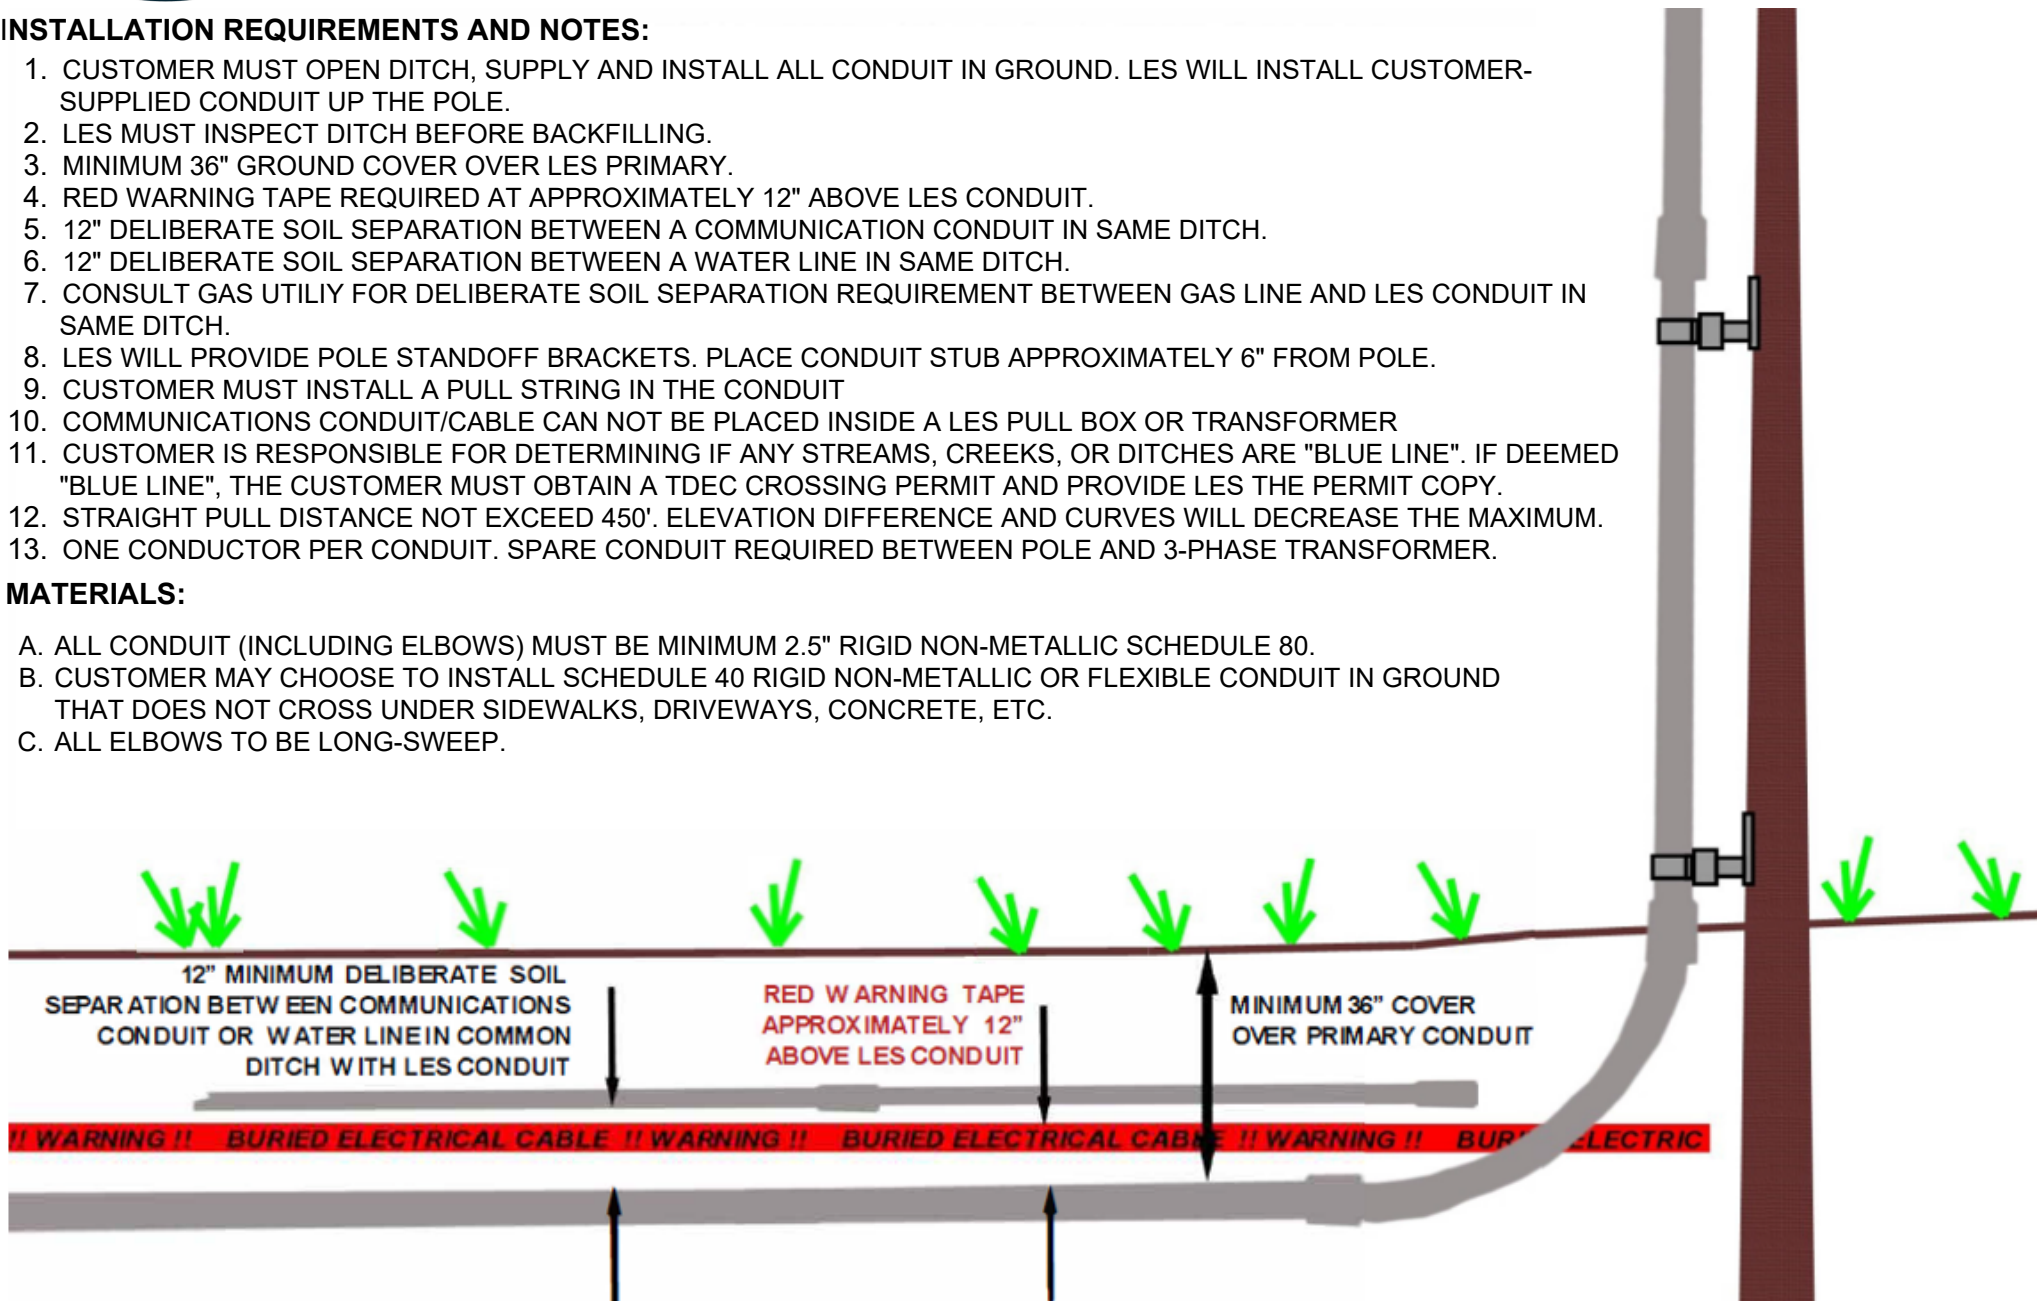 INSTALLATION REQUIREMENTS AND NOTES:
1. CUSTOMER MUST OPEN DITCH, SUPPLY AND INSTALL ALL CONDUIT IN GROUND. LES WILL INSTALL CUSTOMER-
SUPPLIED CONDUIT UP THE POLE.
2. LES MUST INSPECT DITCH BEFORE BACKFILLING.
3. MINIMUM 36" GROUND COVER OVER LES PRIMARY.
4. RED WARNING TAPE REQUIRED AT APPROXIMATELY 12" ABOVE LES CONDUIT.
5. 12" DELIBERATE SOIL SEPARATION BETWEEN A COMMUNICATION CONDUIT IN SAME DITCH.
6. 12" DELIBERATE SOIL SEPARATION BETWEEN A WATER LINE IN SAME DITCH.
7. CONSULT GAS UTILIY FOR DELIBERATE SOIL SEPARATION REQUIREMENT BETWEEN GAS LINE AND LES CONDUIT IN
SAME DITCH.
8. LES WILL PROVIDE POLE STANDOFF BRACKETS. PLACE CONDUIT STUB APPROXIMATELY 6" FROM POLE.
9. CUSTOMER MUST INSTALL A PULL STRING IN THE CONDUIT
10. COMMUNICATIONS CONDUIT/CABLE CAN NOT BE PLACED INSIDE A LES PULL BOX OR TRANSFORMER
11. CUSTOMER IS RESPONSIBLE FOR DETERMINING IF ANY STREAMS, CREEKS, OR DITCHES ARE "BLUE LINE". IF DEEMED
"BLUE LINE", THE CUSTOMER MUST OBTAIN A TDEC CROSSING PERMIT AND PROVIDE LES THE PERMIT COPY.
12. STRAIGHT PULL DISTANCE NOT EXCEED 450'. ELEVATION DIFFERENCE AND CURVES WILL DECREASE THE MAXIMUM.
13. ONE CONDUCTOR PER CONDUIT. SPARE CONDUIT REQUIRED BETWEEN POLE AND 3-PHASE TRANSFORMER.
MATERIALS:
A. ALL CONDUIT (INCLUDING ELBOWS) MUST BE MINIMUM 2.5" RIGID NON-METALLIC SCHEDULE 80.
B. CUSTOMER MAY CHOOSE TO INSTALL SCHEDULE 40 RIGID NON-METALLIC OR FLEXIBLE CONDUIT IN GROUND
THAT DOES NOT CROSS UNDER SIDEWALKS, DRIVEWAYS, CONCRETE, ETC.
C. ALL ELBOWS TO BE LONG-SWEEP.
12” MINIMUM DELIBERATE SOIL
SEPARATION BETWEEN COMMUNICATIONS
CONDUIT OR WATER LINE IN COMMON
DITCH WITH LES CONDUIT
RED WARNING TAPE
APPROXIMATELY 12”
ABOVE LES CONDUIT
MINIMUM 36” COVER
OVER PRIMARY CONDUIT
!! WARNING !! BURIED ELECTRICAL CABLE !! WARNING !! BURIED ELECTRICAL CABLE !! WARNING !! BUR ELECTRIC